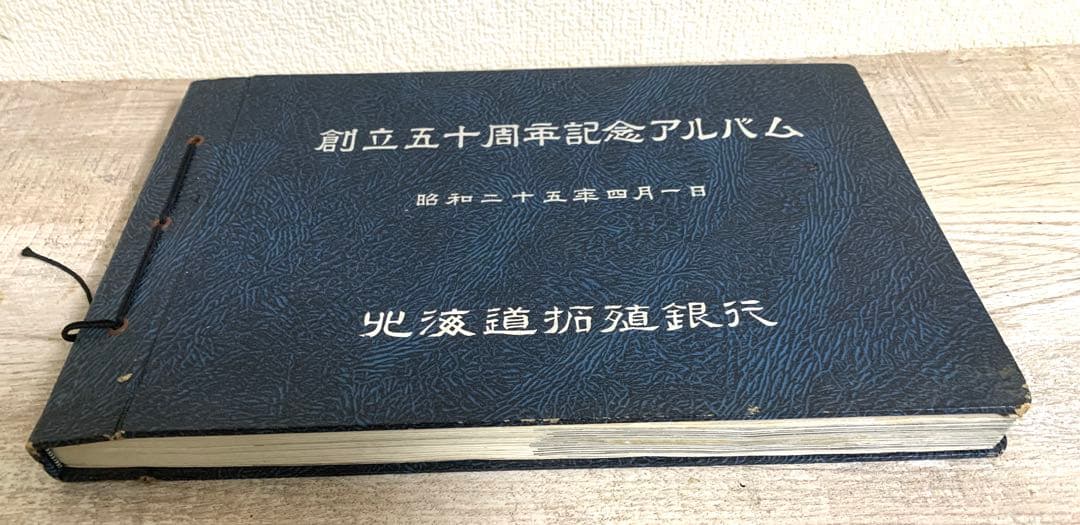 創立五十周年記念アルバム
昭和二十五年四月一日
北海道拓殖銀行